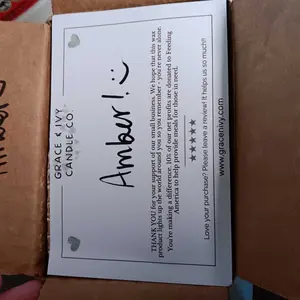 GRACE & IVY
CANDLE CO.
Amber!
THANK YOU for your support of our small business. We hope that this wax
product lights up the world around you so you remember - you're never alone.
You're making a difference. 10% of our net profits are donated to Feeding
America to help provide meals for those in need.
★★★★★
Love your purchase? Please leave a review! It helps us so much!!
www.gracenivy.com